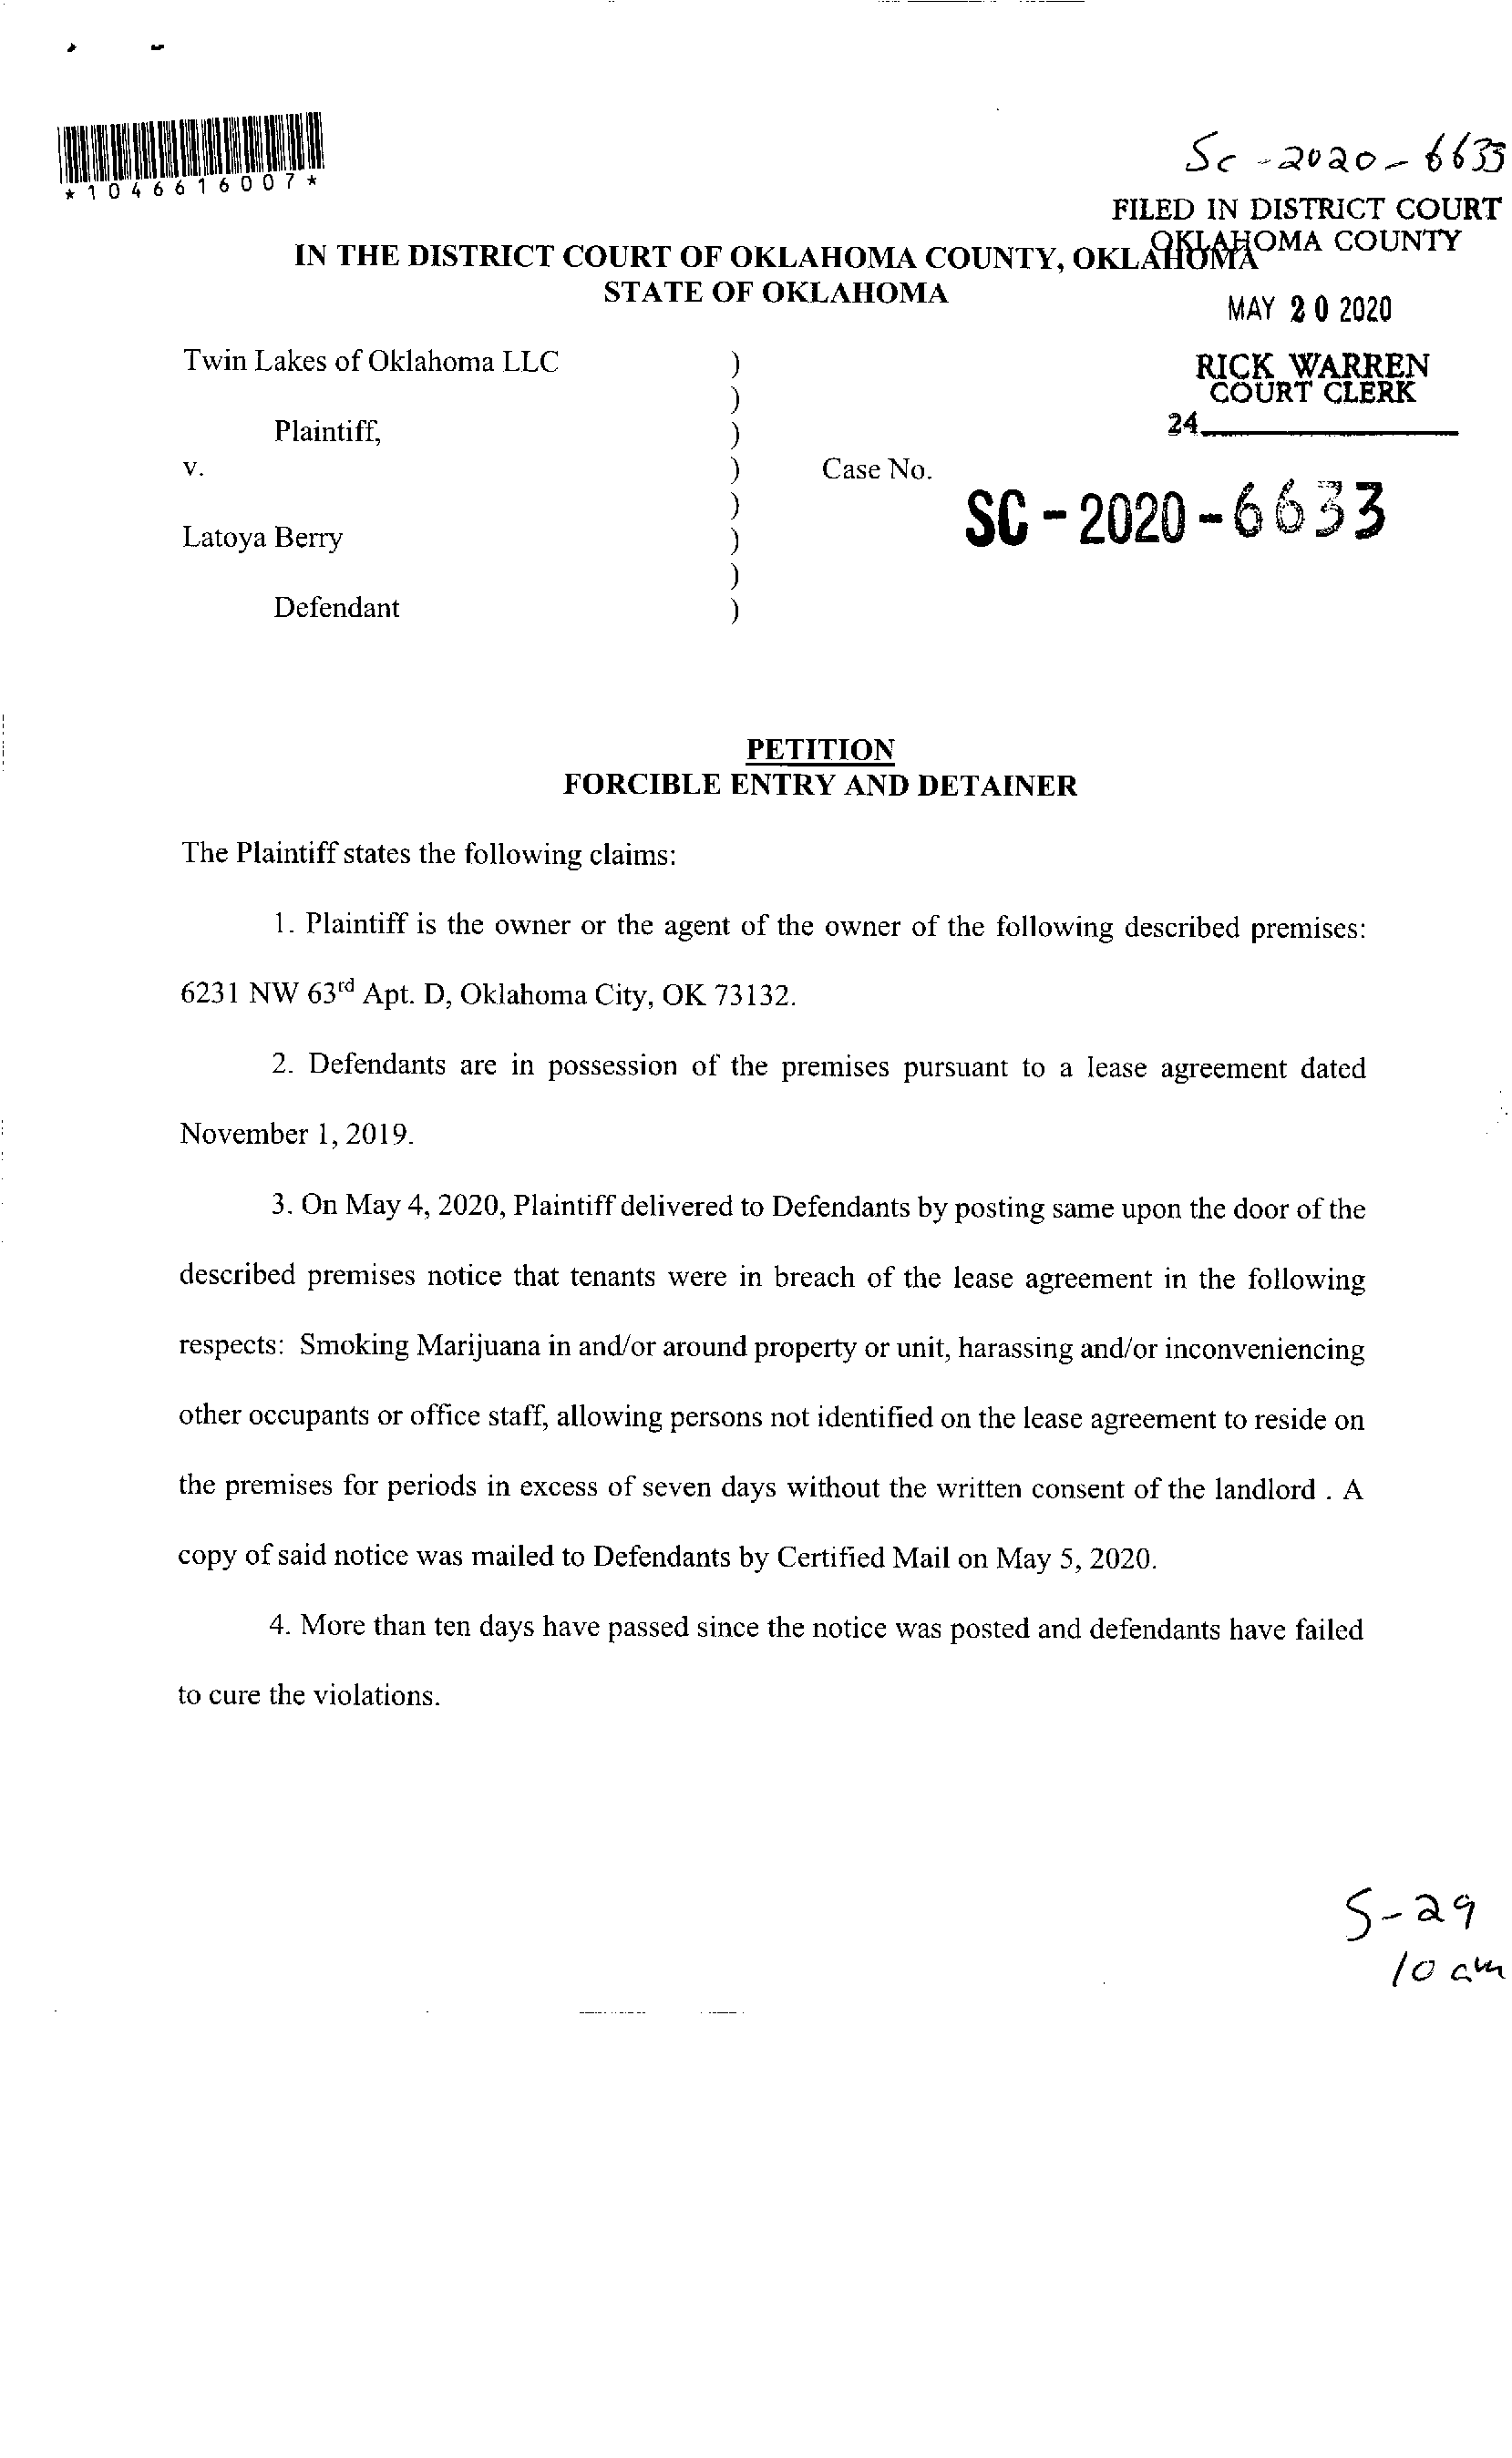 *1046616007*
Sc-2020-6633
FILED IN DISTRICT COURT
OKLAHOMA COUNTY
IN THE DISTRICT COURT OF OKLAHOMA COUNTY, OKLAHOMA
STATE OF OKLAHOMA
MAY 20 2020
RICK WARREN
COURT CLERK
24
Twin Lakes of Oklahoma LLC )
)
Plaintiff, )
v. ) Case No.
) SC-2020-6633
Latoya Berry )
)
Defendant )
PETITION
FORCIBLE ENTRY AND DETAINER
The Plaintiff states the following claims:
1. Plaintiff is the owner or the agent of the owner of the following described premises:
6231 NW 63rd Apt. D, Oklahoma City, OK 73132.
2. Defendants are in possession of the premises pursuant to a lease agreement dated
November 1, 2019.
3. On May 4, 2020, Plaintiff delivered to Defendants by posting same upon the door of the
described premises notice that tenants were in breach of the lease agreement in the following
respects: Smoking Marijuana in and/or around property or unit, harassing and/or inconveniencing
other occupants or office staff, allowing persons not identified on the lease agreement to reside on
the premises for periods in excess of seven days without the written consent of the landlord . A
copy of said notice was mailed to Defendants by Certified Mail on May 5, 2020.
4. More than ten days have passed since the notice was posted and defendants have failed
to cure the violations.
5-29
10 am